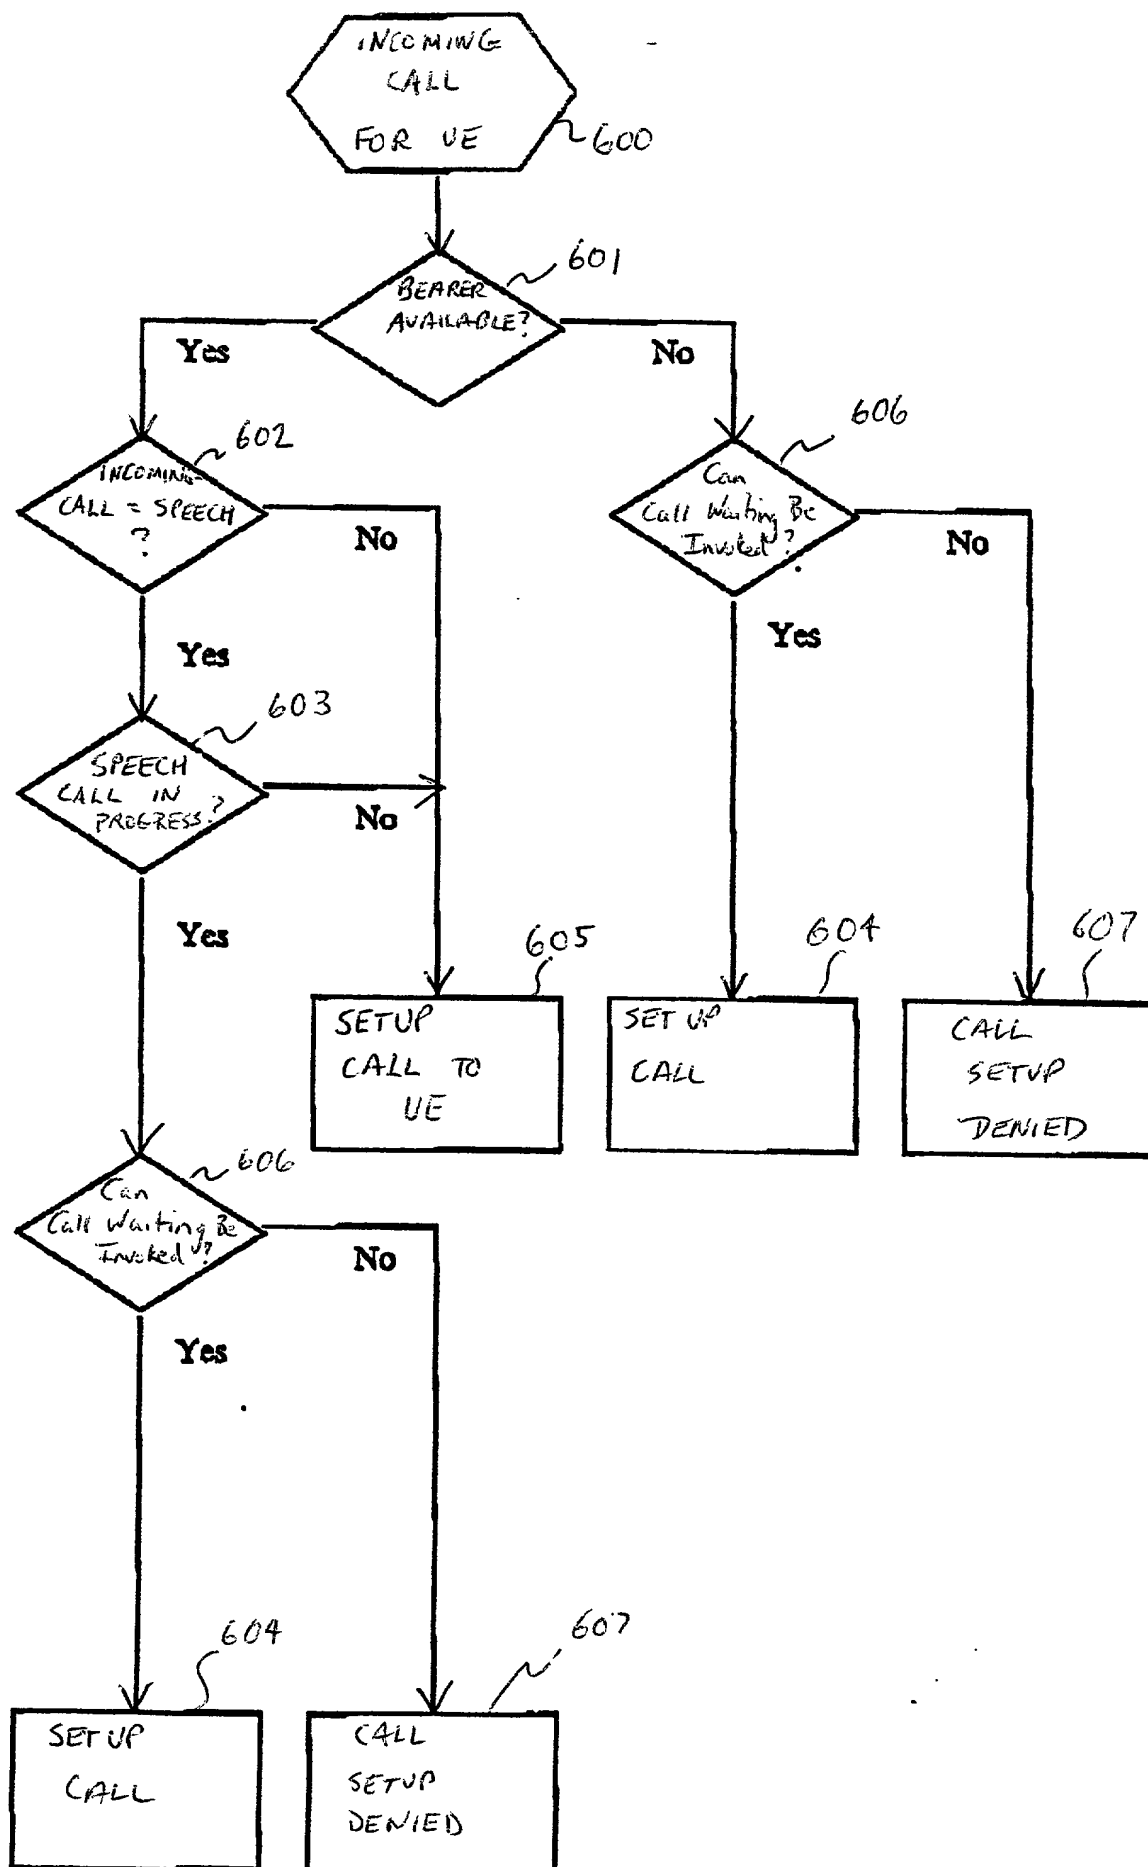 INCOMING
CALL
FOR UE
600
601
BEARER
AVAILABLE?
Yes
No
602
606
INCOMING
CALL = SPEECH
?
Can
Call Waiting Be
Invoked?
No
No
Yes
Yes
603
SPEECH
CALL IN
PROGRESS?
No
Yes
605
604
607
SETUP
CALL TO
UE
SET UP
CALL
CALL
SETUP
DENIED
606
Can
Call Waiting Be
Invoked?
No
Yes
604
607
SET UP
CALL
CALL
SETUP
DENIED